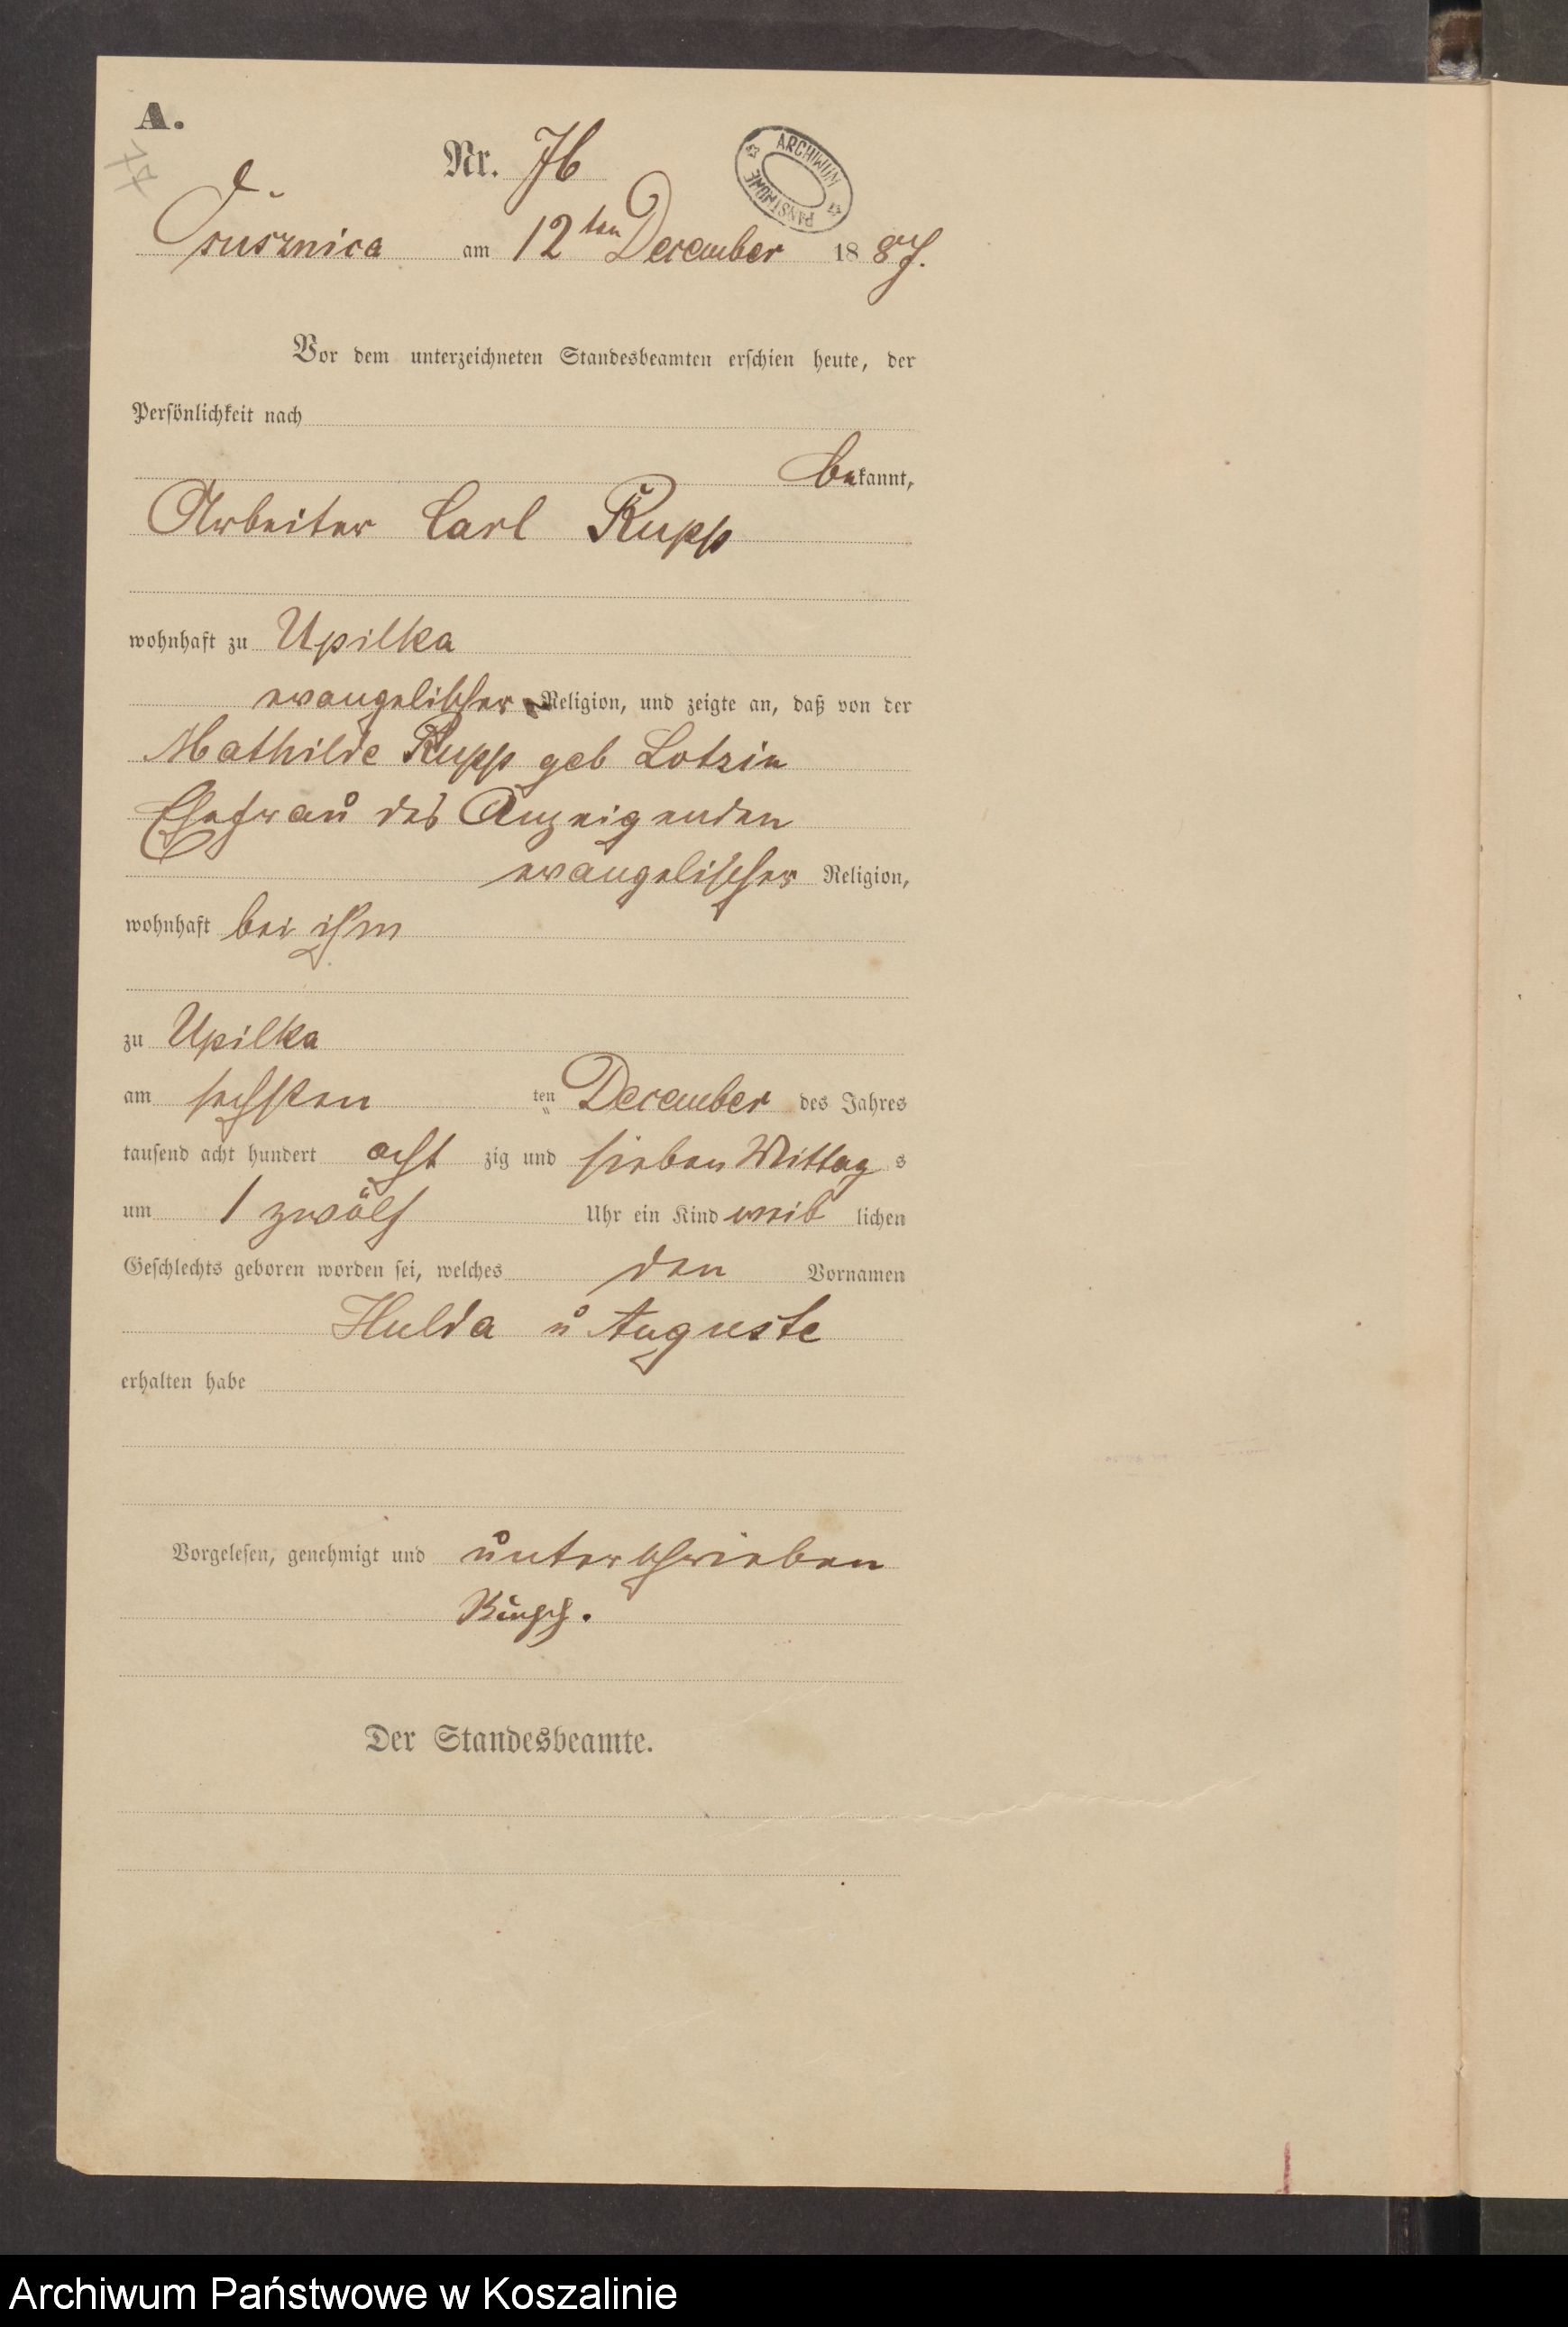 A.
Nr. 76
ARCHIWUM PAŃSTWOWE
Osusznica am 12ten December 1887.
Vor dem unterzeichneten Standesbeamten erschien heute, der
Persönlichkeit nach
bekannt,
Arbeiter Carl Rupp
wohnhaft zu Upilka
evangelischer Religion, und zeigte an, daß von der
Mathilde Rupp geb Lotzin
Ehefrau des Anzeigenden
evangelischer Religion,
wohnhaft bei ihm
zu Upilka
am sechsten ten December des Jahres
tausend acht hundert acht zig und sieben Mittag s
um zwölf Uhr ein Kind weib lichen
Geschlechts geboren worden sei, welches den Vornamen
Hulda u Auguste
erhalten habe
Vorgelesen, genehmigt und unterschrieben
Der Standesbeamte.
Archiwum Państwowe w Koszalinie